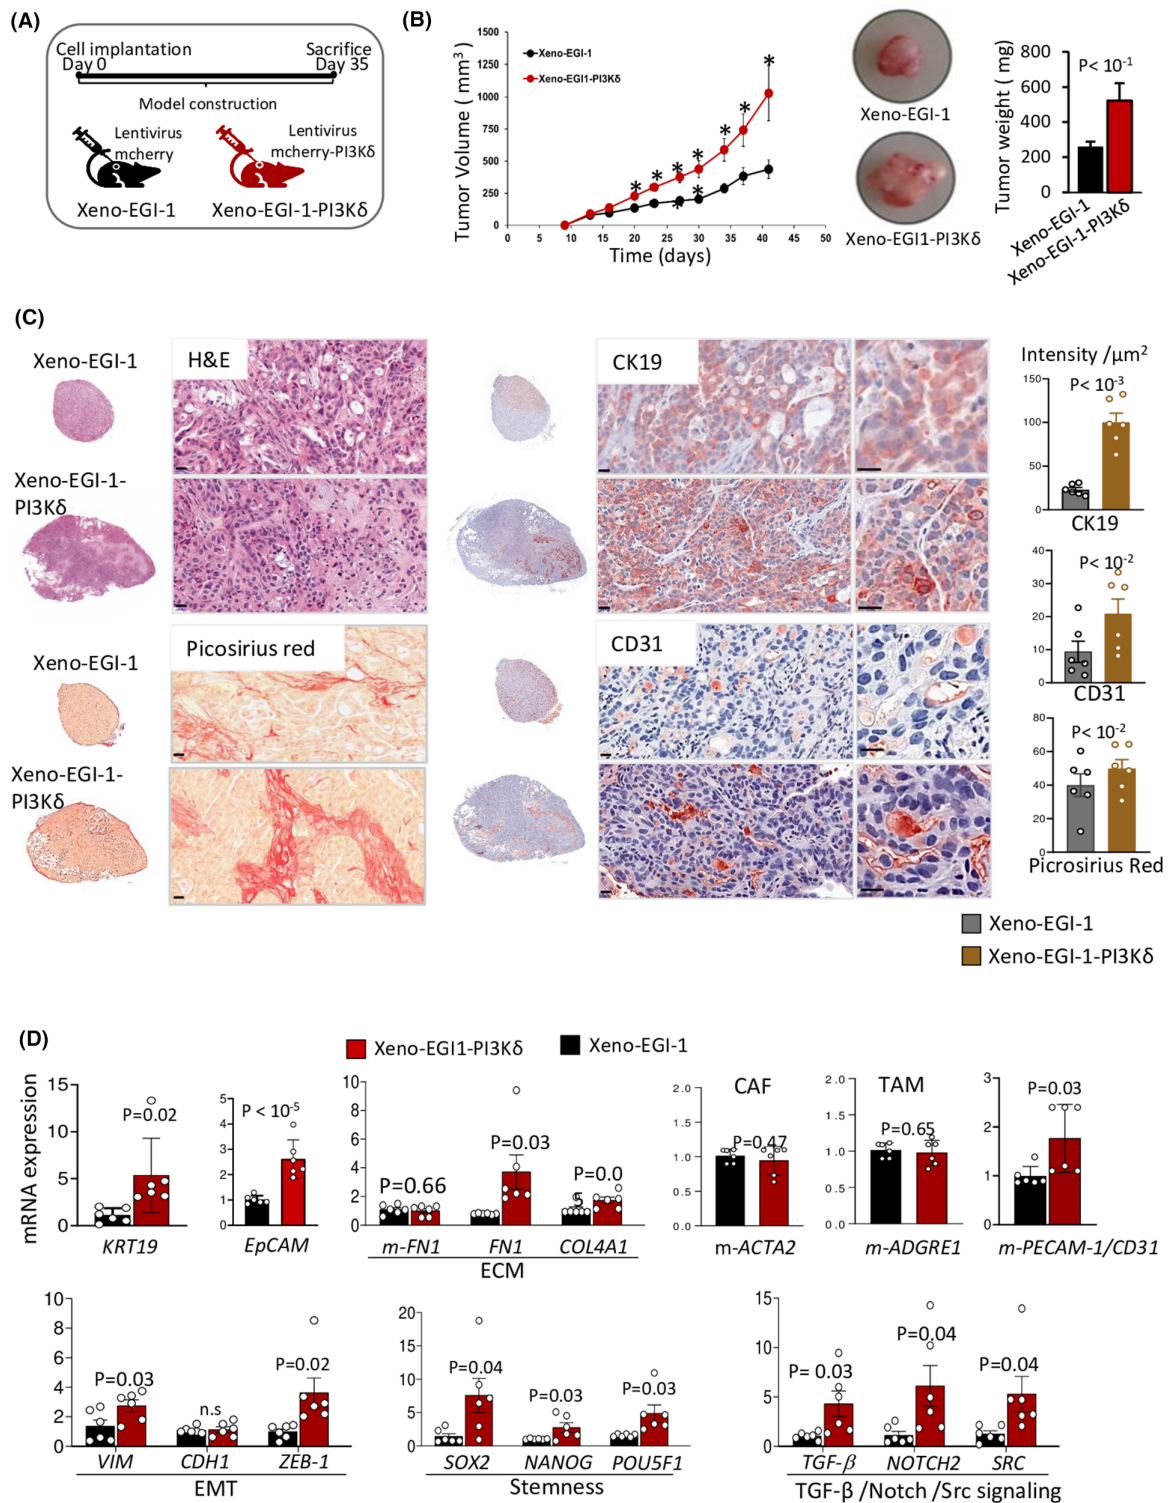 (A)
Cell implantation
Day 0
Sacrifice
Day 35
Model construction
Lentivirus
mcherry
Lentivirus
mcherry-PI3Kδ
Xeno-EGI-1
Xeno-EGI-1-PI3Kδ
(B)
Tumor Volume ( mm3 )
1500
1250
1000
750
500
250
0
0 5 10 15 20 25 30 35 40 45 50
Time (days)
Xeno-EGI-1
Xeno-EGI1-PI3Kδ
* * * * * * * *
*
Xeno-EGI-1
Xeno-EGI1-PI3Kδ
Tumor weight ( mg)
800
600
400
200
0
P< 10-1
Xeno-EGI-1
Xeno-EGI-1-PI3Kδ
(C)
Xeno-EGI-1
H&E
Xeno-EGI-1-
PI3Kδ
CK19
Intensity /µm2
150
100
50
0
P< 10-3
CK19
Xeno-EGI-1
Picosirius red
Xeno-EGI-1-
PI3Kδ
CD31
40
30
20
10
0
P< 10-2
CD31
80
60
40
20
0
P< 10-2
Picrosirius Red
Xeno-EGI-1
Xeno-EGI-1-PI3Kδ
(D)
Xeno-EGI1-PI3Kδ
Xeno-EGI-1
mRNA expression
15
10
5
0
P=0.02
KRT19
5
4
3
2
1
0
P < 10-5
EpCAM
10
8
6
4
2
0
P=0.66
P=0.03
P=0.0
5
m-FN1
FN1
COL4A1
ECM
2.0
1.5
1.0
0.5
0.0
CAF
P=0.47
m-ACTA2
2.0
1.5
1.0
0.5
0.0
TAM
P=0.65
m-ADGRE1
3
2
1
0
P=0.03
m-PECAM-1/CD31
10
8
6
4
2
0
P=0.03
n.s
P=0.02
VIM
CDH1
ZEB-1
EMT
20
15
10
5
0
P=0.04
P=0.03
P=0.03
SOX2
NANOG
POU5F1
Stemness
15
10
5
0
P= 0.03
P=0.04
P=0.04
TGF-β
NOTCH2
SRC
TGF-β /Notch /Src signaling